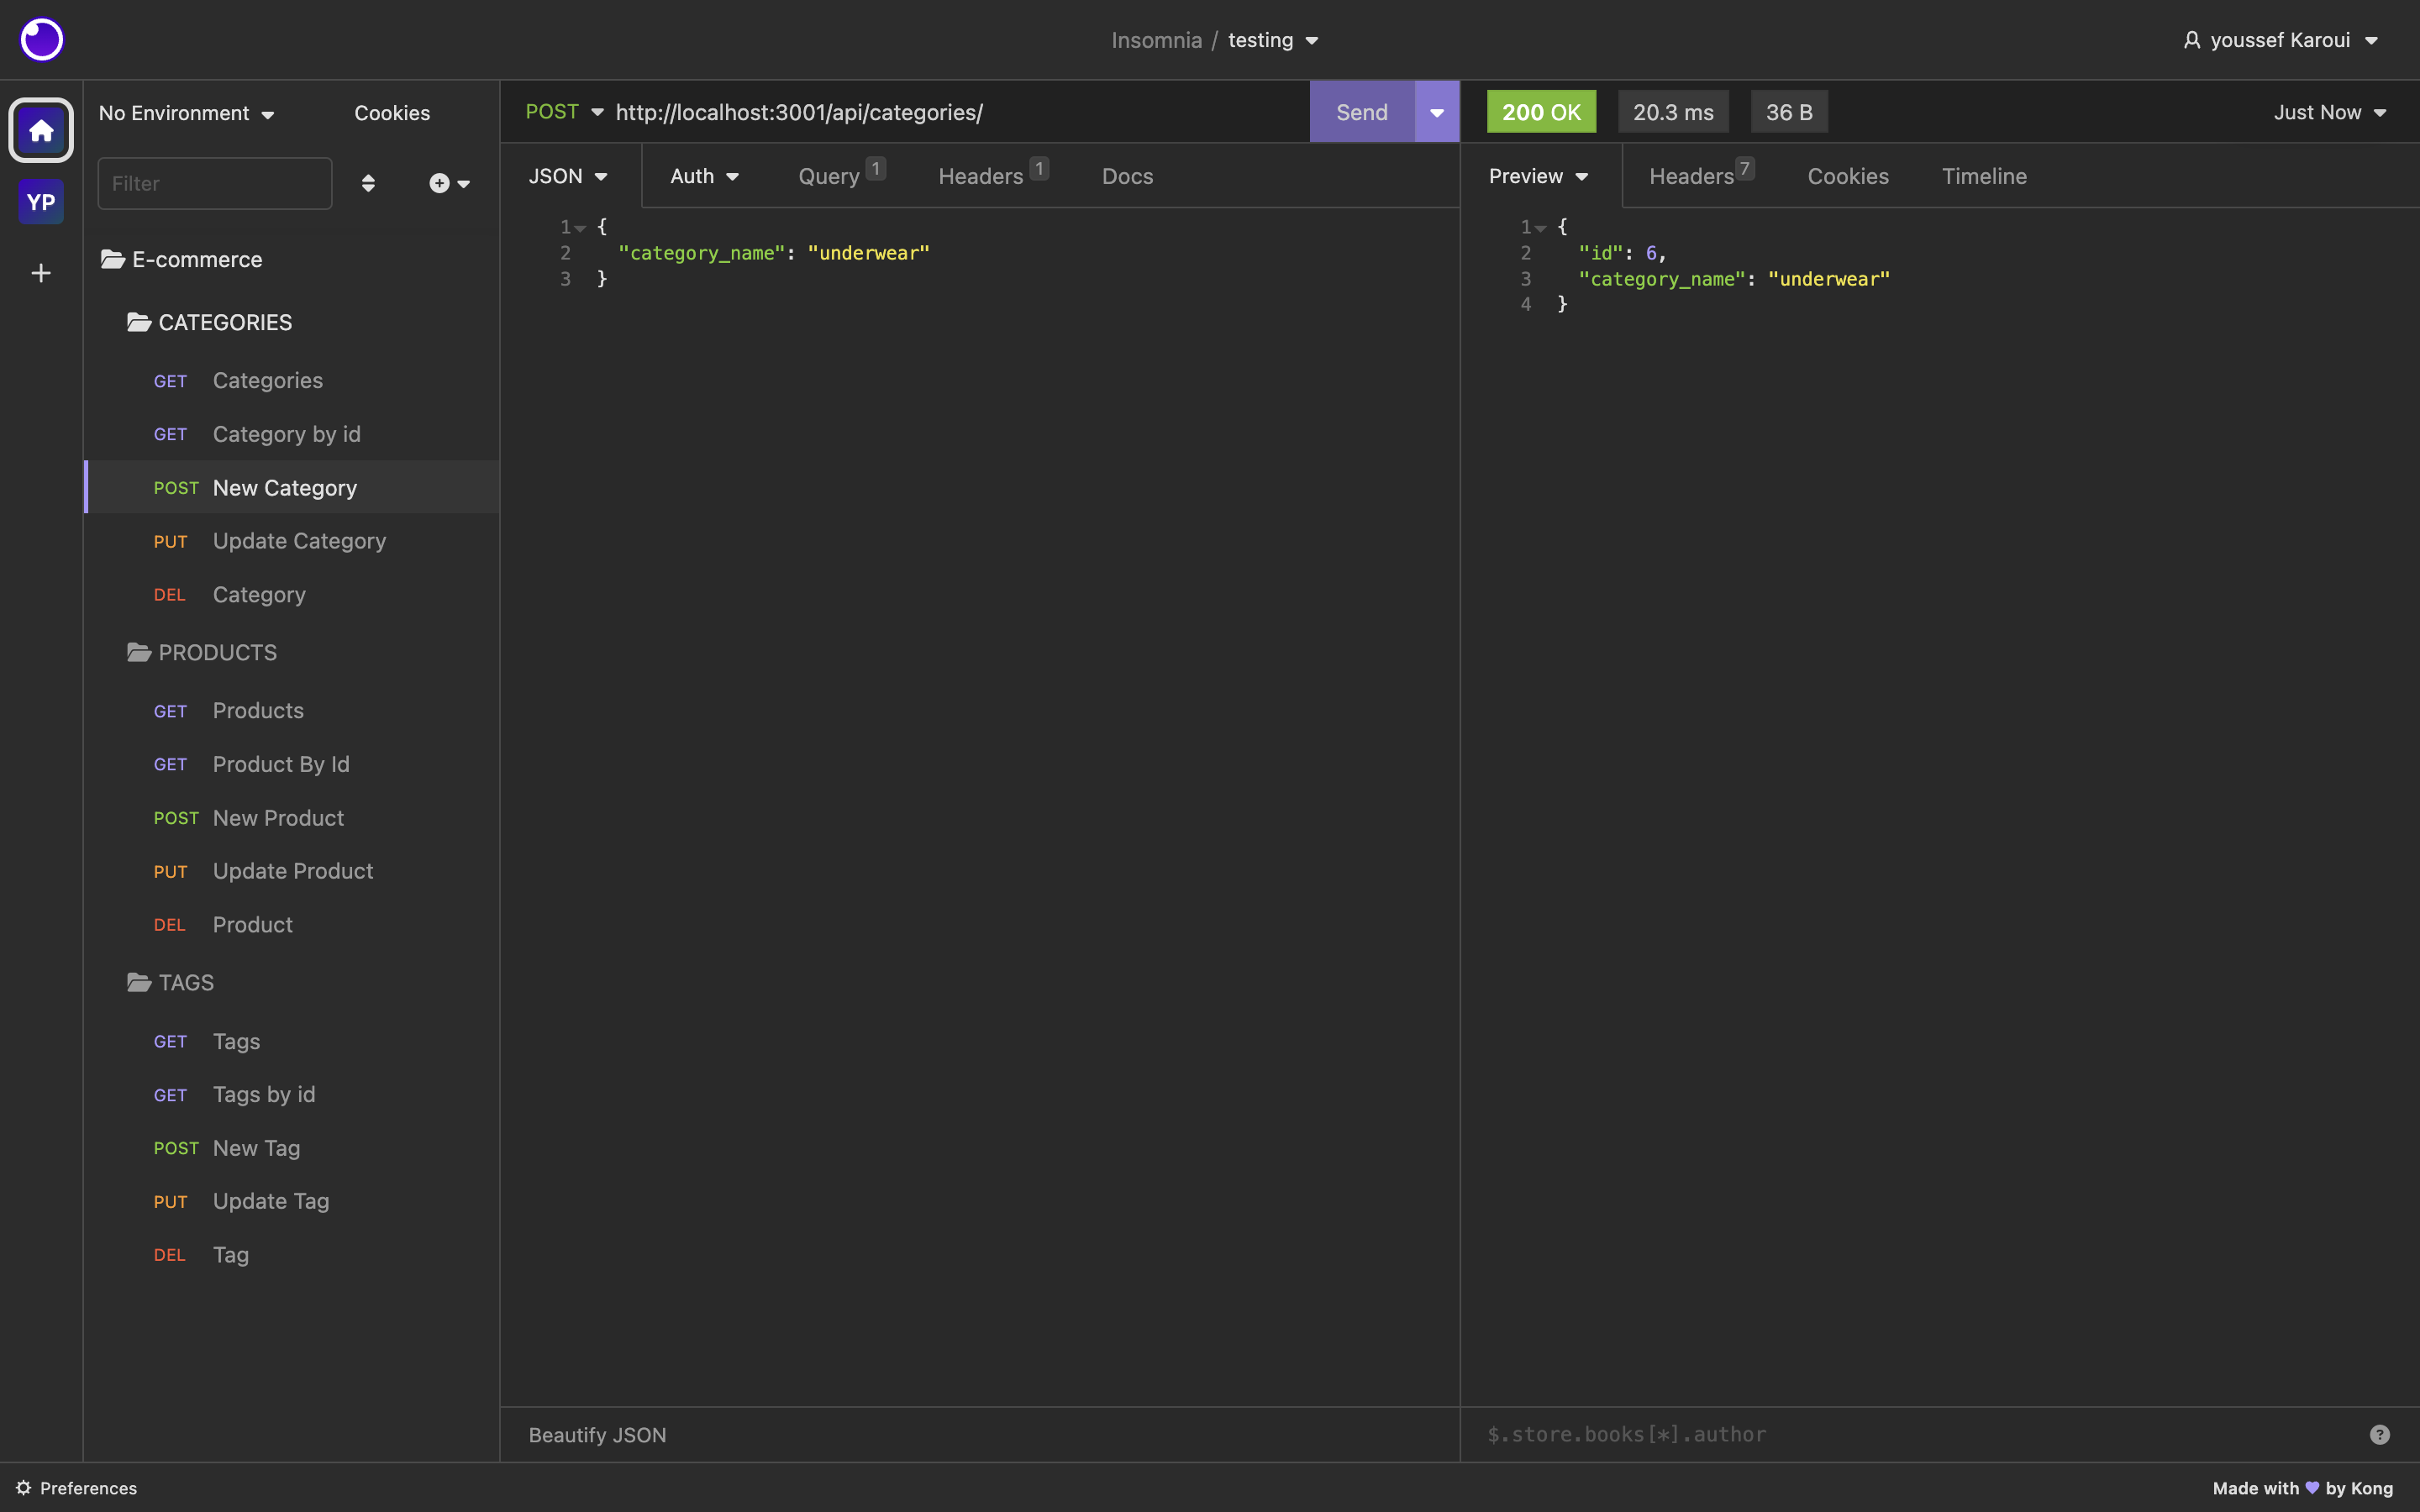 Insomnia / testing
youssef Karoui
YP
No Environment
Cookies
Filter
E-commerce
CATEGORIES
GET Categories
GET Category by id
POST New Category
PUT Update Category
DEL Category
PRODUCTS
GET Products
GET Product By Id
POST New Product
PUT Update Product
DEL Product
TAGS
GET Tags
GET Tags by id
POST New Tag
PUT Update Tag
DEL Tag
POST http://localhost:3001/api/categories/ Send
JSON Auth Query 1 Headers 1 Docs
1 {
2 "category_name": "underwear"
3 }
Beautify JSON
200 OK 20.3 ms 36 B Just Now
Preview Headers 7 Cookies Timeline
1 {
2 "id": 6,
3 "category_name": "underwear"
4 }
$.store.books[*].author
?
Preferences
Made with 💜 by Kong